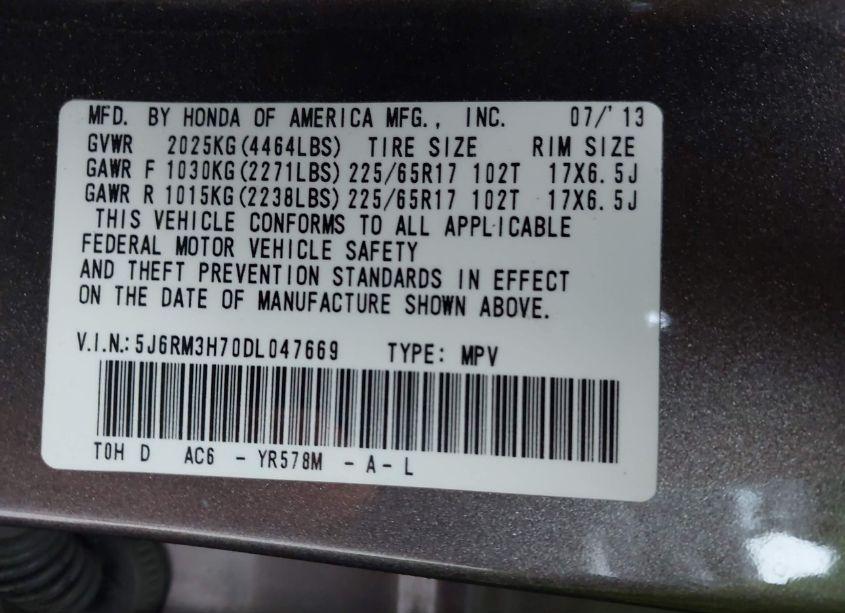 MFD. BY HONDA OF AMERICA MFG., INC. 07/'13
GVWR 2025KG(4464LBS) TIRE SIZE RIM SIZE
GAWR F 1030KG(2271LBS) 225/65R17 102T 17X6.5J
GAWR R 1015KG(2238LBS) 225/65R17 102T 17X6.5J
THIS VEHICLE CONFORMS TO ALL APPLICABLE
FEDERAL MOTOR VEHICLE SAFETY
AND THEFT PREVENTION STANDARDS IN EFFECT
ON THE DATE OF MANUFACTURE SHOWN ABOVE.
V.I.N.: 5J6RM3H70DL047669 TYPE: MPV
T0H D AC6 - YR578M - A - L